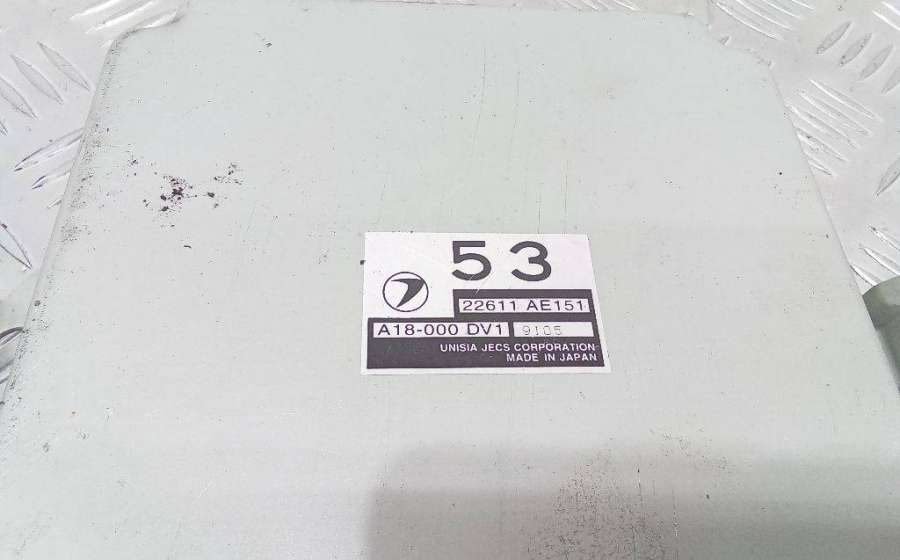 53
22611 AE151
A18-000 DV1 9105
UNISIA JECS CORPORATION
MADE IN JAPAN